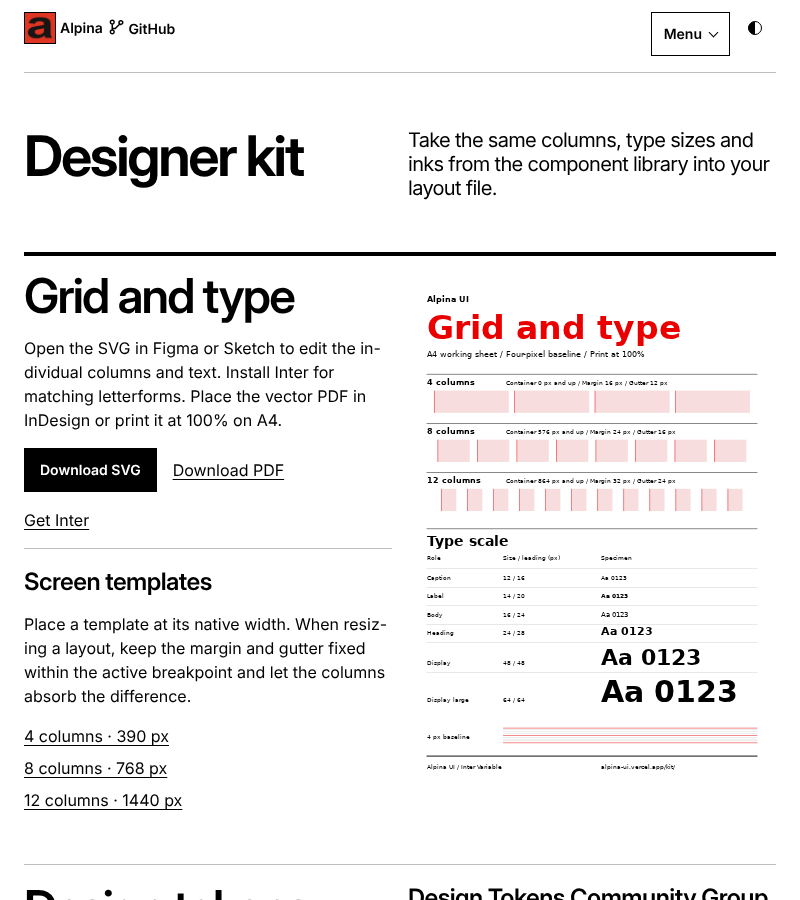 a Alpina GitHub
Menu
Designer kit
Take the same columns, type sizes and
inks from the component library into your
layout file.
Grid and type
Open the SVG in Figma or Sketch to edit the in-
dividual columns and text. Install Inter for
matching letterforms. Place the vector PDF in
InDesign or print it at 100% on A4.
Download SVG Download PDF
Get Inter
Screen templates
Place a template at its native width. When resiz-
ing a layout, keep the margin and gutter fixed
within the active breakpoint and let the columns
absorb the difference.
4 columns · 390 px
8 columns · 768 px
12 columns · 1440 px
Alpina UI
Grid and type
A4 working sheet / Four-pixel baseline / Print at 100%
4 columns Container 0 px and up / Margin 16 px / Gutter 12 px
8 columns Container 576 px and up / Margin 24 px / Gutter 16 px
12 columns Container 864 px and up / Margin 32 px / Gutter 24 px
Type scale
Role Size / leading (px) Specimen
Caption 12 / 16 Aa 0123
Label 14 / 20 Aa 0123
Body 16 / 24 Aa 0123
Heading 24 / 28 Aa 0123
Display 48 / 48 Aa 0123
Display large 64 / 64 Aa 0123
4 px baseline
Alpina UI / Inter Variable alpina-ui.vercel.app/kit/
Design tokens
Design Tokens Community Group